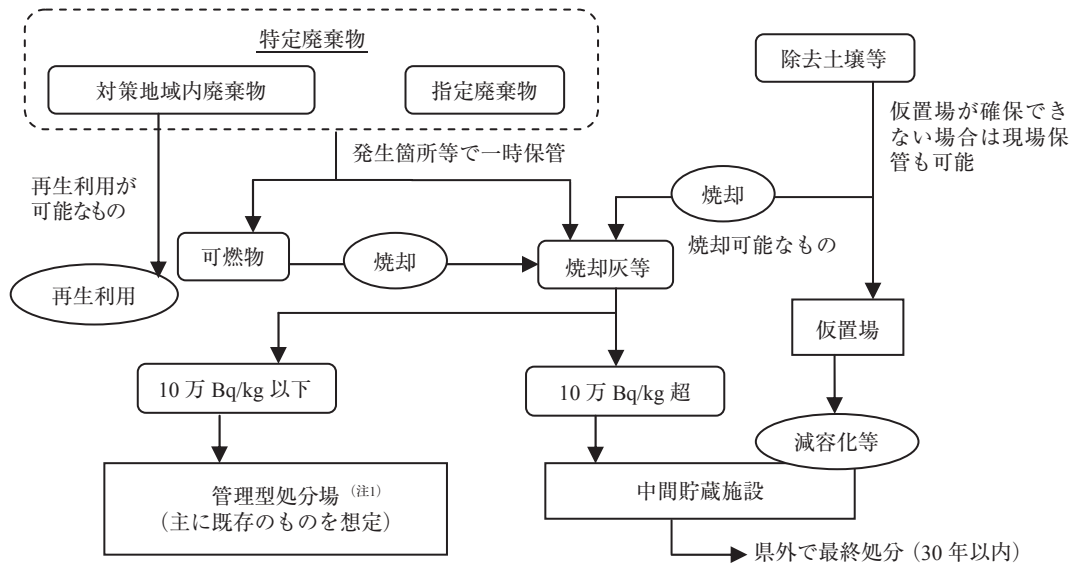 特定廃棄物
対策地域内廃棄物
指定廃棄物
除去土壌等
仮置場が確保でき
ない場合は現場保
管も可能
発生箇所等で一時保管
再生利用が
可能なもの
焼却
焼却可能なもの
可燃物
焼却
焼却灰等
再生利用
仮置場
10 万 Bq/kg 以下
10 万 Bq/kg 超
減容化等
管理型処分場（注1）
（主に既存のものを想定）
中間貯蔵施設
県外で最終処分（30 年以内）